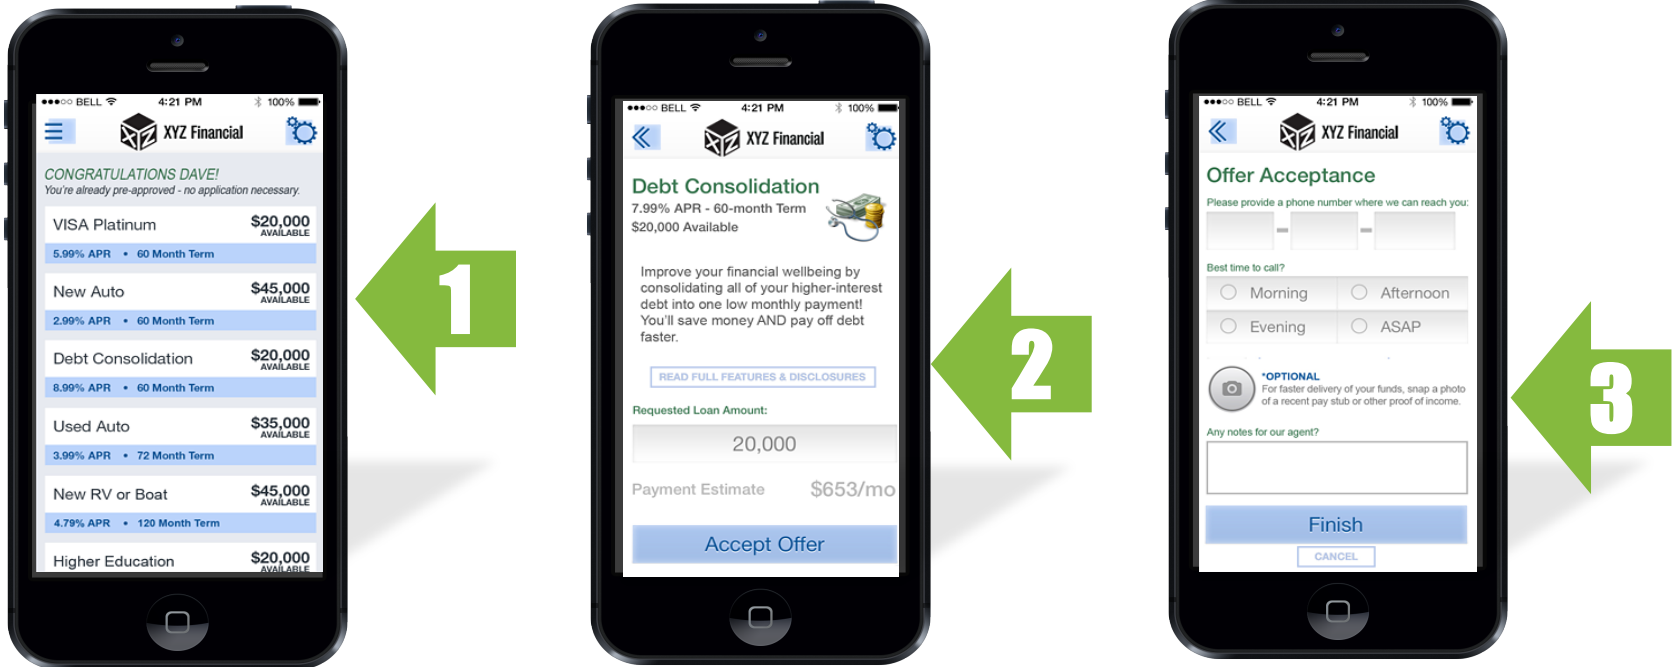 ●●●○○ BELL 4:21 PM 100%
XYZ
XYZ Financial
CONGRATULATIONS DAVE!
You're already pre-approved - no application necessary.
VISA Platinum $20,000
AVAILABLE
5.99% APR • 60 Month Term
New Auto $45,000
AVAILABLE
2.99% APR • 60 Month Term
Debt Consolidation $20,000
AVAILABLE
8.99% APR • 60 Month Term
Used Auto $35,000
AVAILABLE
3.99% APR • 72 Month Term
New RV or Boat $45,000
AVAILABLE
4.79% APR • 120 Month Term
Higher Education $20,000
AVAILABLE
1
●●●○○ BELL 4:21 PM 100%
XYZ
XYZ Financial
Debt Consolidation
7.99% APR - 60-month Term
$20,000 Available
Improve your financial wellbeing by
consolidating all of your higher-interest
debt into one low monthly payment!
You'll save money AND pay off debt
faster.
READ FULL FEATURES & DISCLOSURES
Requested Loan Amount:
20,000
Payment Estimate $653/mo
Accept Offer
2
●●●○○ BELL 4:21 PM 100%
XYZ
XYZ Financial
Offer Acceptance
Please provide a phone number where we can reach you:
Best time to call?
Morning Afternoon
Evening ASAP
*OPTIONAL
For faster delivery of your funds, snap a photo
of a recent pay stub or other proof of income.
Any notes for our agent?
Finish
CANCEL
3